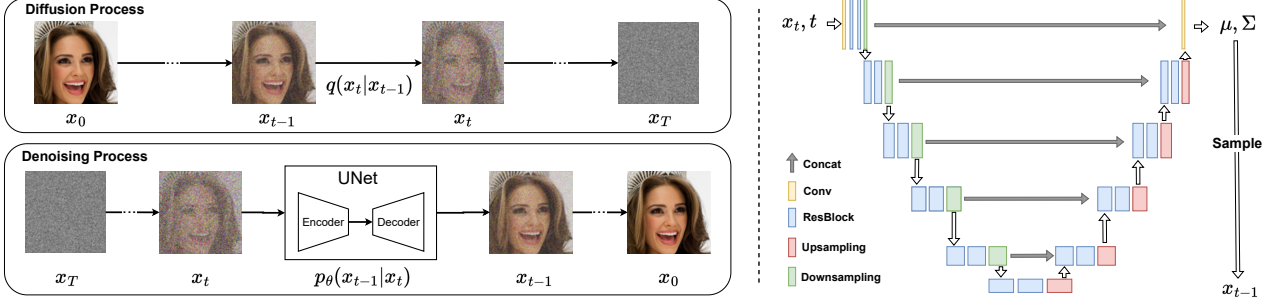 Diffusion Process
...
...
q(x_t|x_{t−1})
x_0
x_{t−1}
x_t
x_T
Denoising Process
UNet
Encoder
Decoder
...
...
x_T
x_t
p_θ(x_{t−1}|x_t)
x_{t−1}
x_0
x_t, t
μ, Σ
Sample
x_{t−1}
Concat
Conv
ResBlock
Upsampling
Downsampling